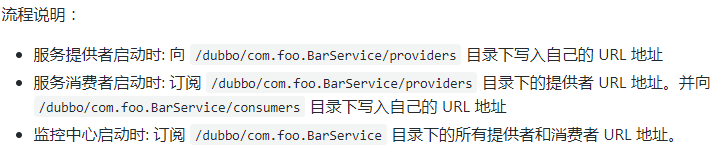 流程说明：
服务提供者启动时: 向 /dubbo/com.foo.BarService/providers 目录下写入自己的 URL 地址
服务消费者启动时: 订阅 /dubbo/com.foo.BarService/providers 目录下的提供者 URL 地址。并向
/dubbo/com.foo.BarService/consumers 目录下写入自己的 URL 地址
监控中心启动时: 订阅 /dubbo/com.foo.BarService 目录下的所有提供者和消费者 URL 地址。